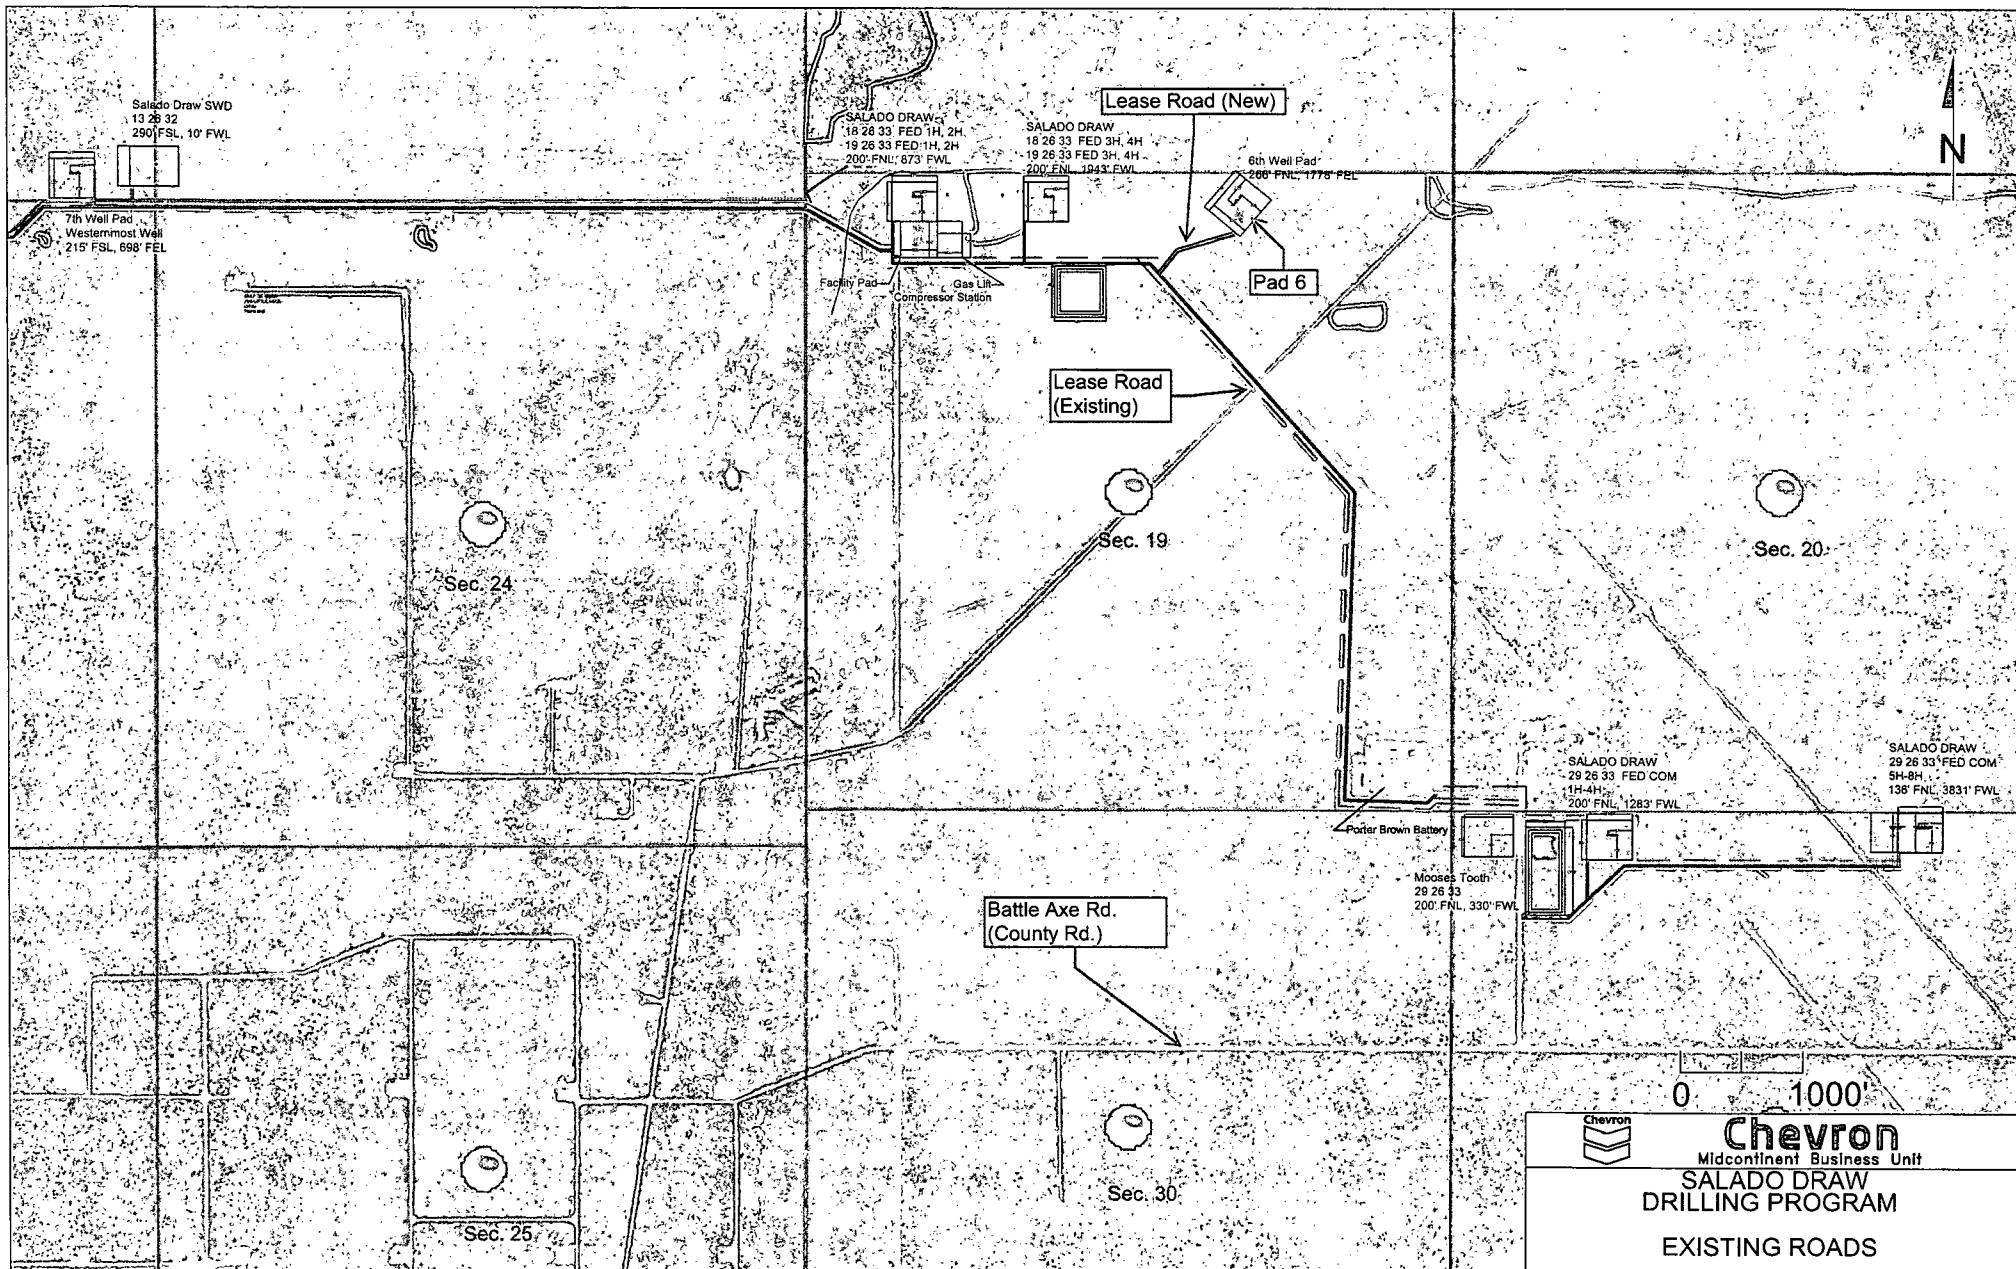 Salado Draw SWD
13 26 32
290' FSL, 10' FWL
7th Well Pad
Westernmost Well
215' FSL, 698' FEL
SALADO DRAW
18 26 33 FED 1H, 2H
19 26 33 FED 1H, 2H
200' FNL, 873' FWL
SALADO DRAW
18 26 33 FED 3H, 4H
19 26 33 FED 3H, 4H
200' FNL, 1943' FWL
Lease Road (New)
6th Well Pad
266' FNL, 1778' FEL
N
Pad 6
Facility Pad
Gas Lift
Compressor Station
Lease Road
(Existing)
Sec. 24
Sec. 19
Sec. 20
SALADO DRAW
29 26 33 FED COM
1H-4H
200' FNL, 1283' FWL
SALADO DRAW
29 26 33 FED COM
5H-8H
136' FNL, 3831' FWL
Porter Brown Battery
Mooses Tooth
29 26 33
200' FNL, 330' FWL
Battle Axe Rd.
(County Rd.)
Sec. 25
Sec. 30
0 1000'
Chevron
Chevron
Midcontinent Business Unit
SALADO DRAW
DRILLING PROGRAM
EXISTING ROADS